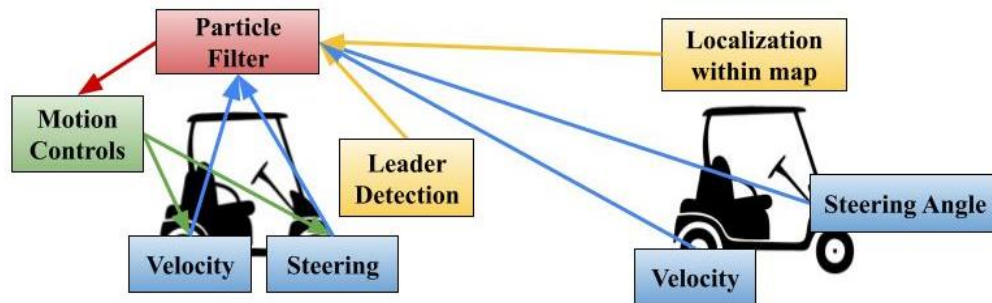 Particle
Filter
Localization
within map
Motion
Controls
Leader
Detection
Steering Angle
Velocity
Steering
Velocity